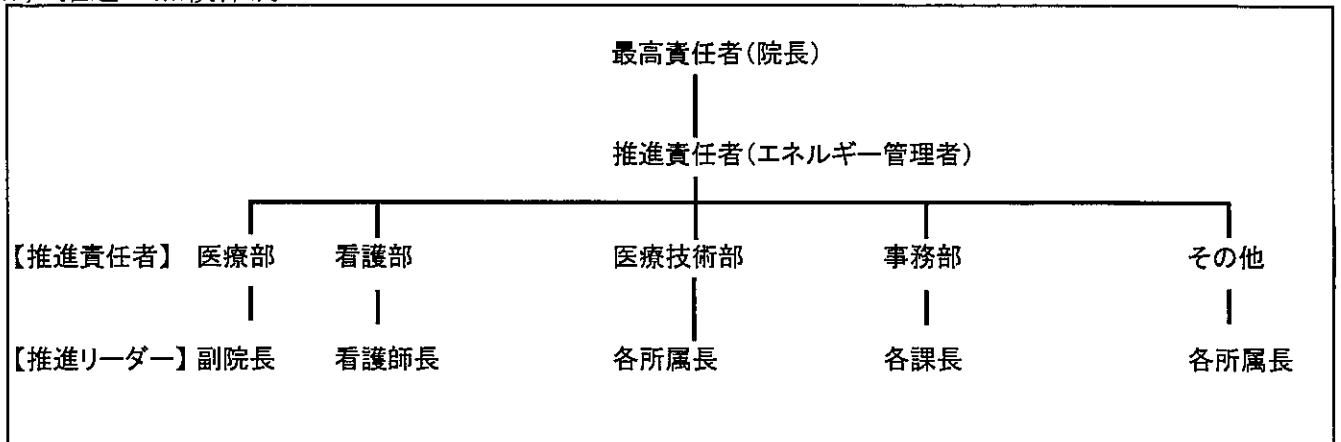 最高責任者(院長)
推進責任者(エネルギー管理者)
【推進責任者】 医療部 看護部 医療技術部 事務部 その他
【推進リーダー】 副院長 看護師長 各所属長 各課長 各所属長